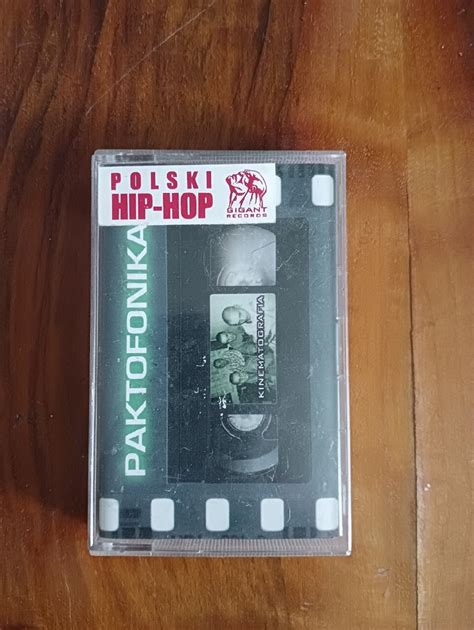 POLSKI
HIP-HOP
GIGANT
RECORDS
PAKTOFONIKA
KINEMATOGRAFIA